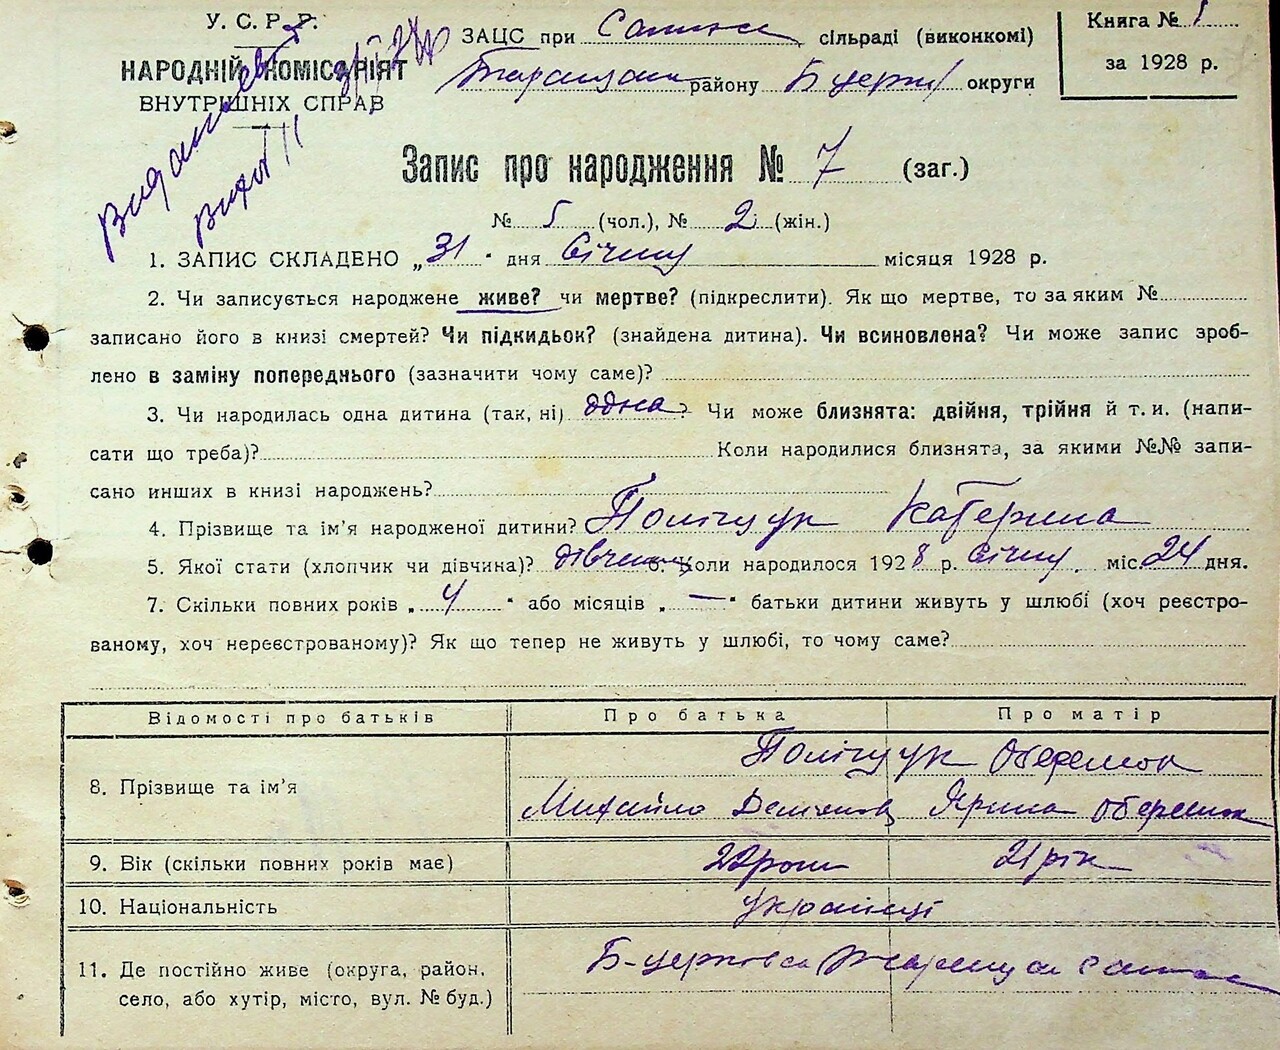 У. С. Р. Р.
НАРОДНІЙ КОМІСАРІЯТ
ВНУТРІШНІХ СПРАВ
ЗАЦС при сільраді (виконкомі)
району Б церк округи
Книга № 1
за 1928 р.
Запис про народження № 7 (заг.)
№ 5 (чол.), № 2 (жін.)
1. ЗАПИС СКЛАДЕНО „ 31 " дня Січня місяця 1928 р.
2. Чи записується народжене живе? чи мертве? (підкреслити). Як що мертве, то за яким №
записано його в книзі смертей? Чи підкидьок? (знайдена дитина). Чи всиновлена? Чи може запис зроб-
лено в заміну попереднього (зазначити чому саме)?
3. Чи народилась одна дитина (так, ні) одна? Чи може близнята: двійня, трійня й т. и. (напи-
сати що треба)? Коли народилися близнята, за якими №№ запи-
сано инших в книзі народжень?
4. Прізвище та ім'я народженої дитини? Поліщук Катерина
5. Якої стати (хлопчик чи дівчина)? дівчина 6. Коли народилося 1928 р. Січня міс. 24 дня.
7. Скільки повних років „ 4 " або місяців „ — " батьки дитини живуть у шлюбі (хоч реєстро-
ваному, хоч нереєстрованому)? Як що тепер не живуть у шлюбі, то чому саме?
Відомості про батьків Про батька Про матір
8. Прізвище та ім'я Поліщук Оберемок
Михайло Демянов Ярина Оберемок
9. Вік (скільки повних років має) 22 роки 21 рік
10. Національність Українці
11. Де постійно живе (округа, район,
село, або хутір, місто, вул. № буд.) Б-церковса